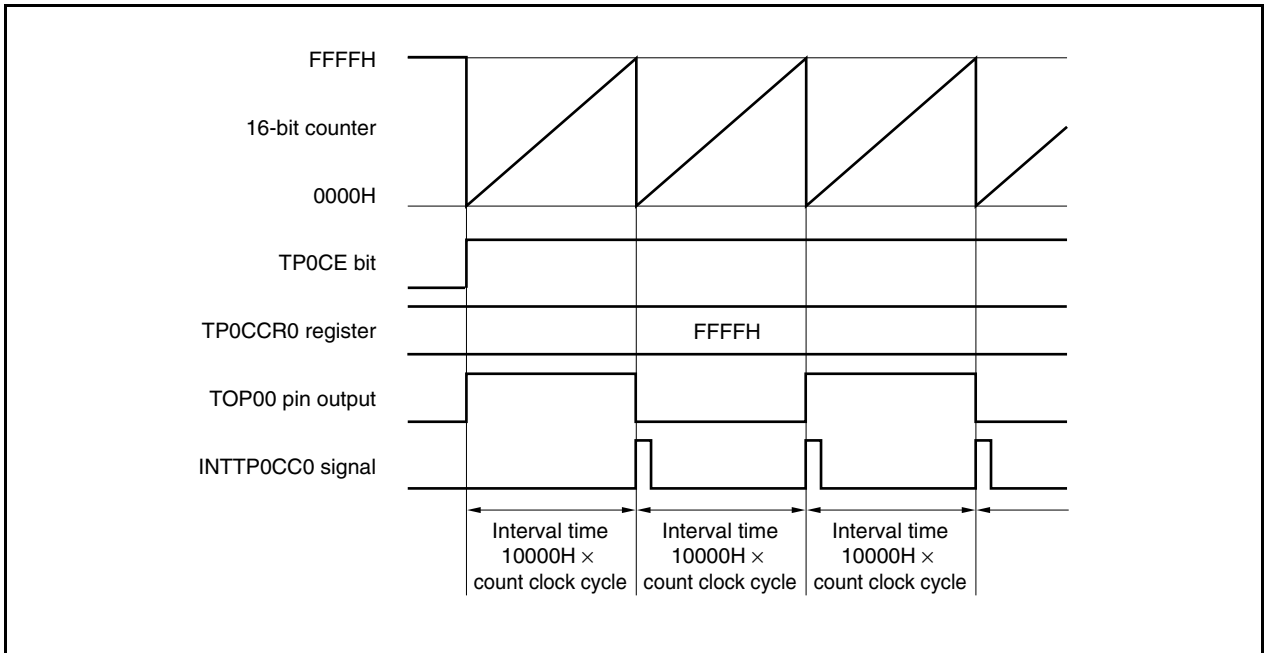 FFFFH
16-bit counter
0000H
TP0CE bit
TP0CCR0 register
FFFFH
TOP00 pin output
INTTP0CC0 signal
Interval time
10000H ×
count clock cycle
Interval time
10000H ×
count clock cycle
Interval time
10000H ×
count clock cycle